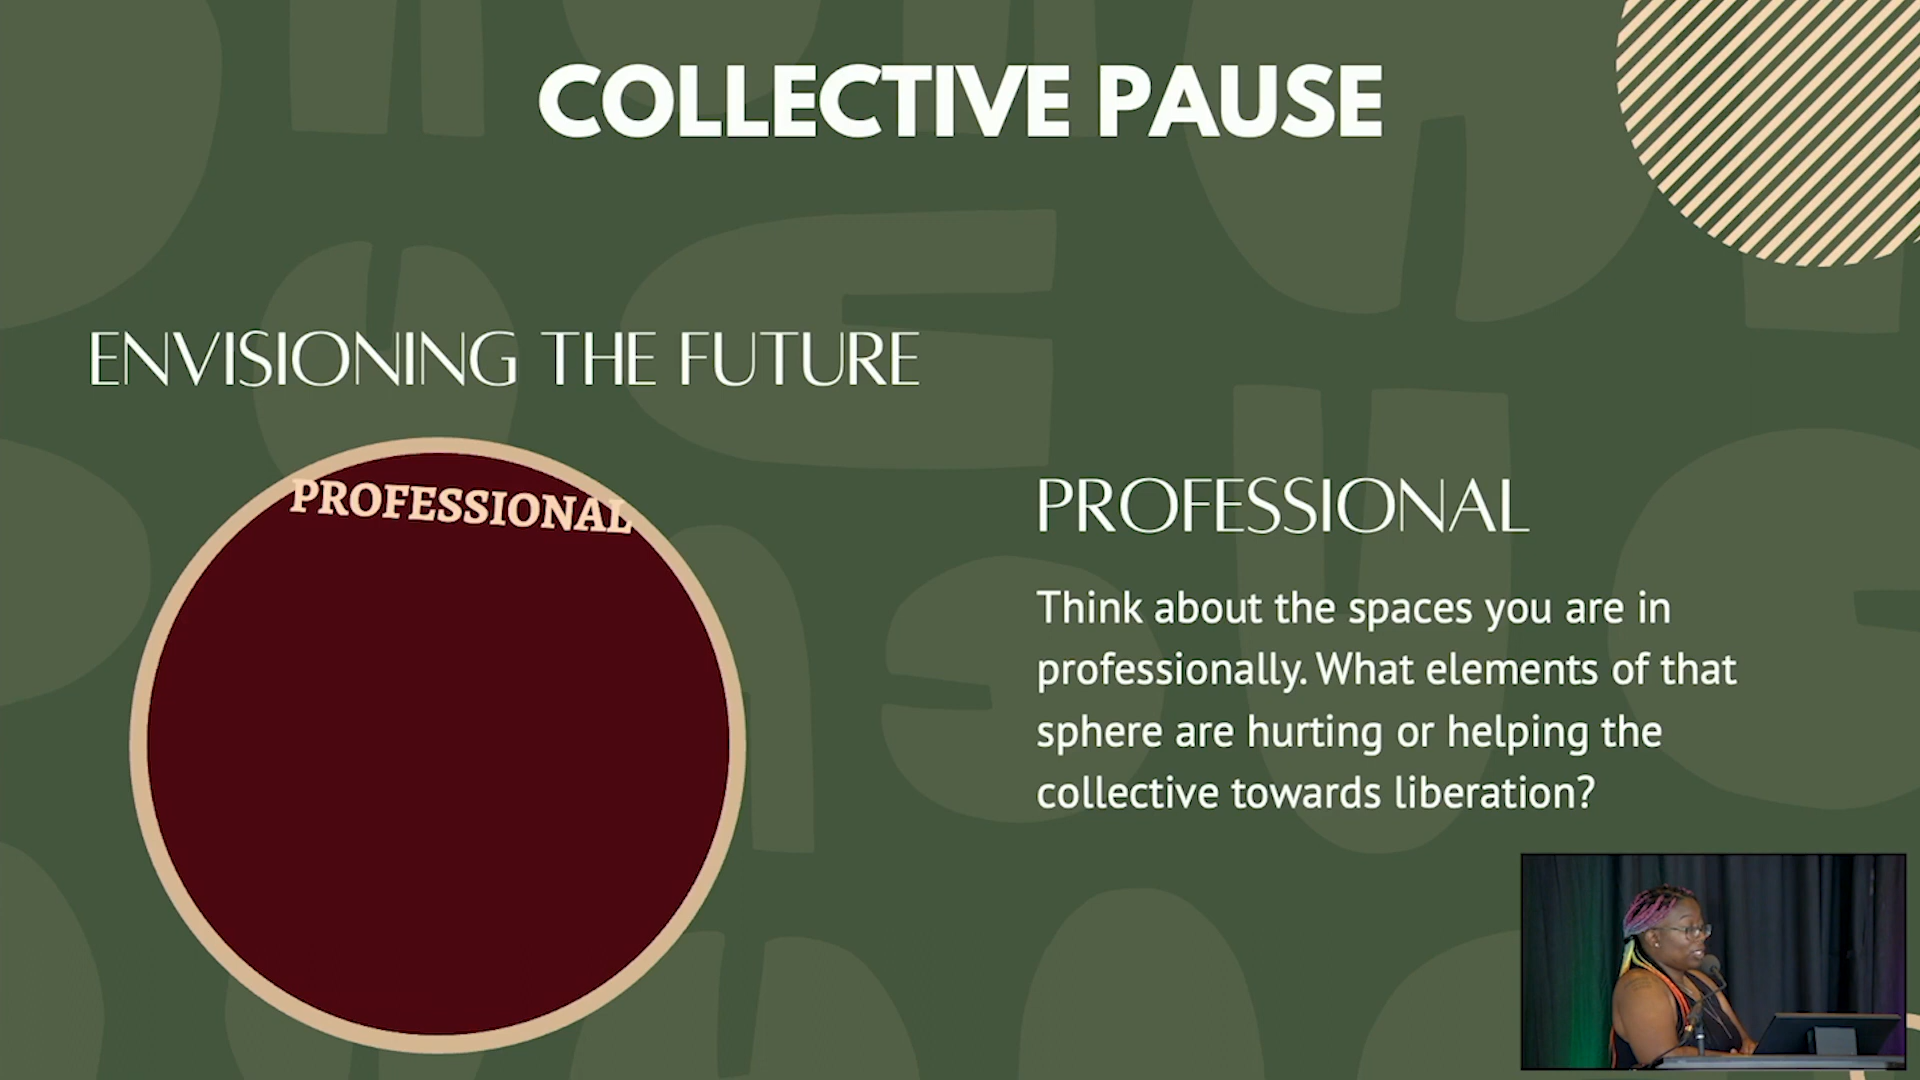 COLLECTIVE PAUSE
ENVISIONING THE FUTURE
PROFESSIONAL
PROFESSIONAL
Think about the spaces you are in
professionally. What elements of that
sphere are hurting or helping the
collective towards liberation?